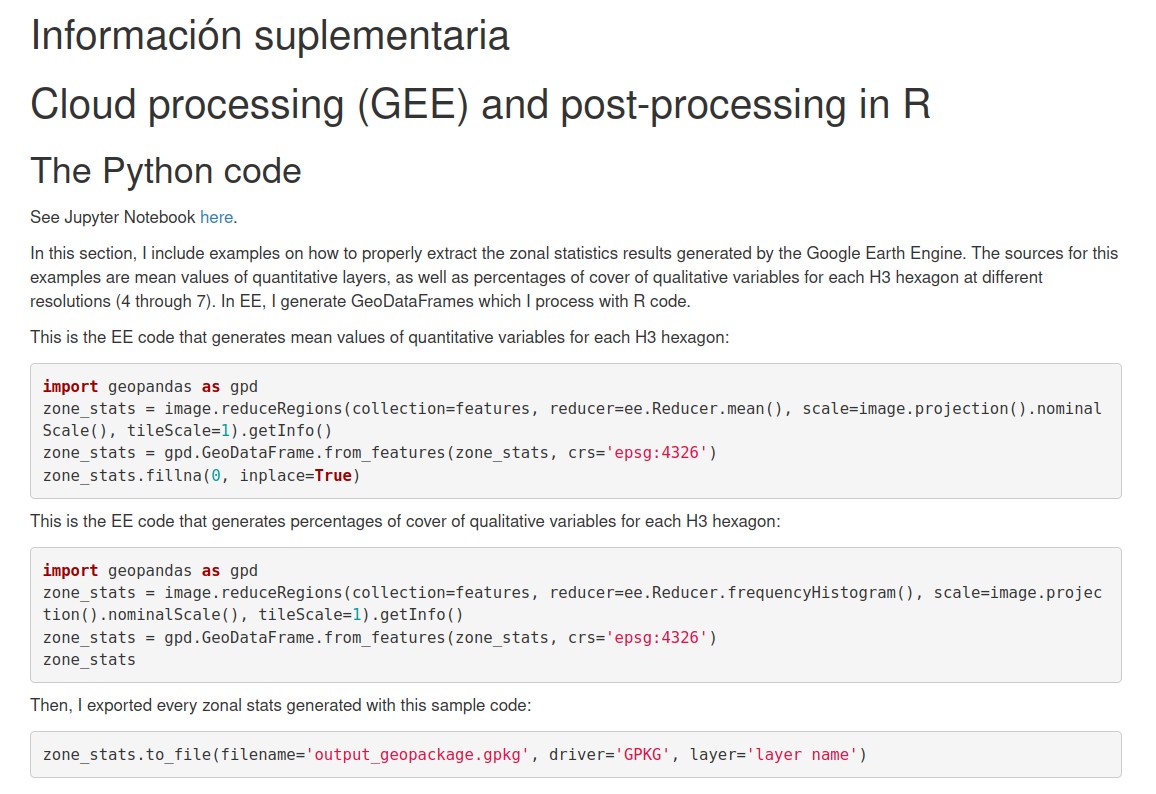 Información suplementaria
Cloud processing (GEE) and post-processing in R
The Python code
See Jupyter Notebook here.
In this section, I include examples on how to properly extract the zonal statistics results generated by the Google Earth Engine. The sources for this
examples are mean values of quantitative layers, as well as percentages of cover of qualitative variables for each H3 hexagon at different
resolutions (4 through 7). In EE, I generate GeoDataFrames which I process with R code.
This is the EE code that generates mean values of quantitative variables for each H3 hexagon:
import geopandas as gpd
zone_stats = image.reduceRegions(collection=features, reducer=ee.Reducer.mean(), scale=image.projection().nominal
Scale(), tileScale=1).getInfo()
zone_stats = gpd.GeoDataFrame.from_features(zone_stats, crs='epsg:4326')
zone_stats.fillna(0, inplace=True)
This is the EE code that generates percentages of cover of qualitative variables for each H3 hexagon:
import geopandas as gpd
zone_stats = image.reduceRegions(collection=features, reducer=ee.Reducer.frequencyHistogram(), scale=image.projec
tion().nominalScale(), tileScale=1).getInfo()
zone_stats = gpd.GeoDataFrame.from_features(zone_stats, crs='epsg:4326')
zone_stats
Then, I exported every zonal stats generated with this sample code:
zone_stats.to_file(filename='output_geopackage.gpkg', driver='GPKG', layer='layer name')